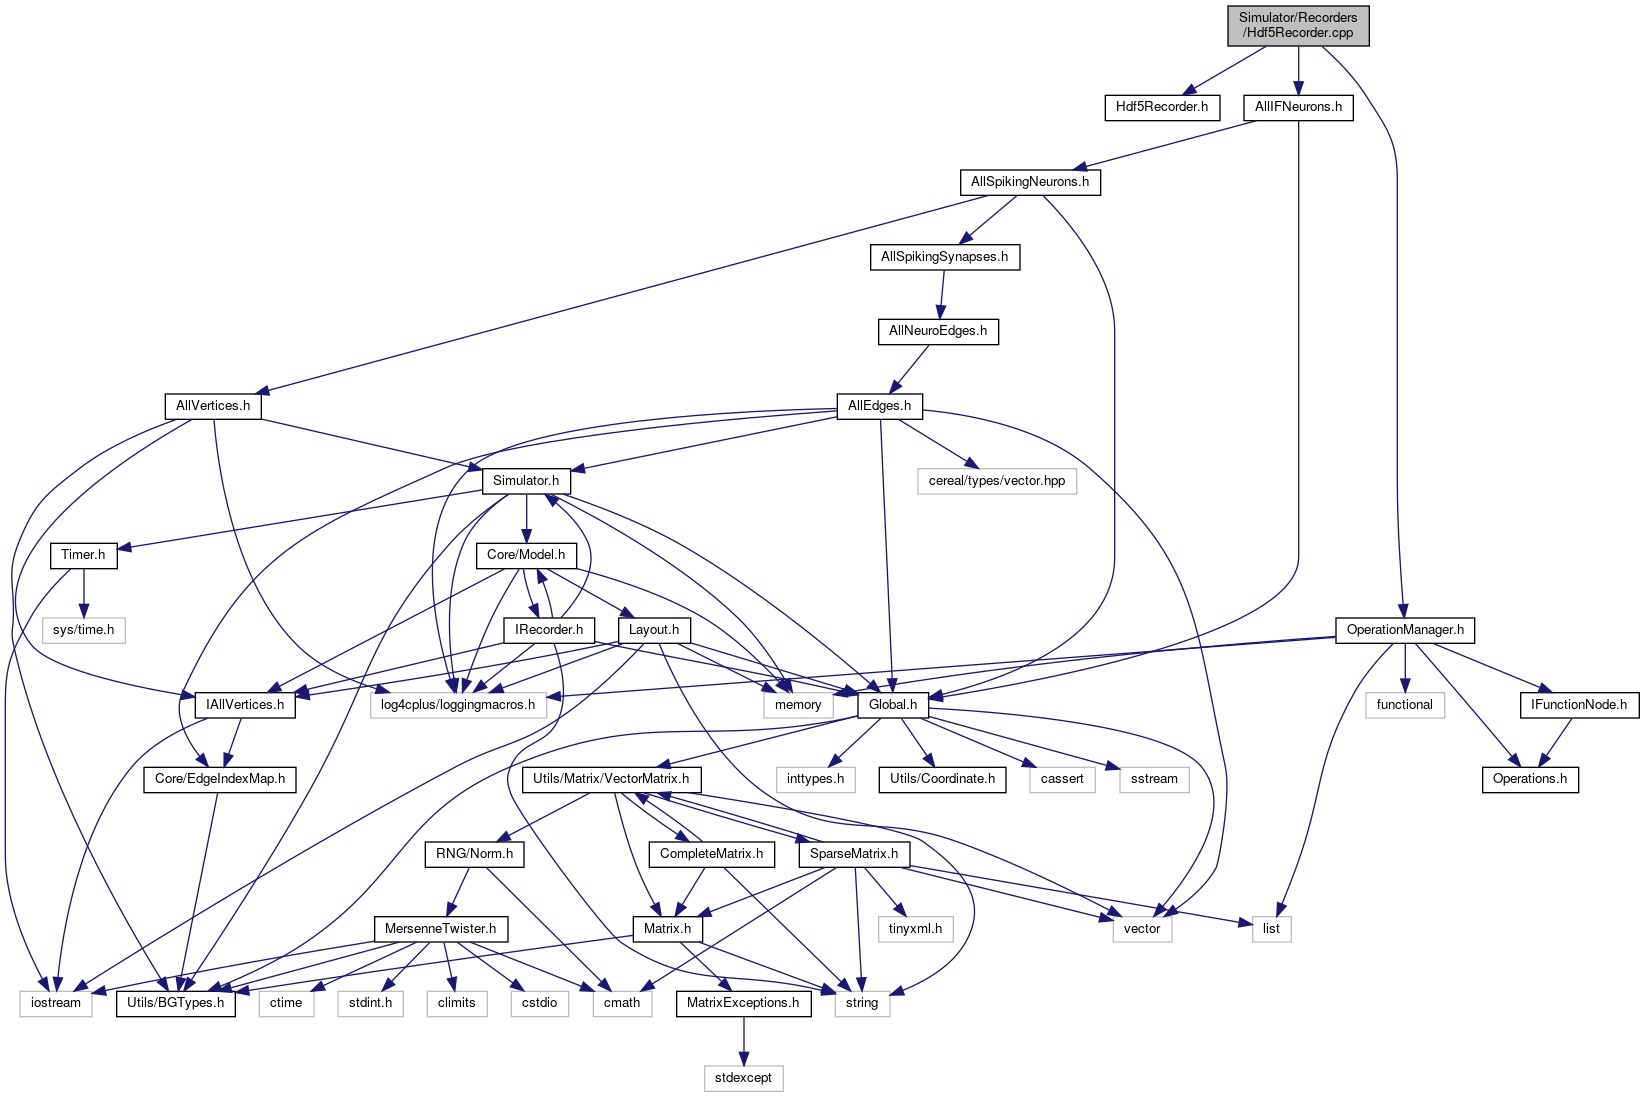 Simulator/Recorders
/Hdf5Recorder.cpp
Hdf5Recorder.h
AllIFNeurons.h
AllSpikingNeurons.h
AllSpikingSynapses.h
AllNeuroEdges.h
AllVertices.h
AllEdges.h
Simulator.h
cereal/types/vector.hpp
Timer.h
Core/Model.h
sys/time.h
IRecorder.h
Layout.h
OperationManager.h
IAllVertices.h
log4cplus/loggingmacros.h
memory
Global.h
functional
IFunctionNode.h
Core/EdgeIndexMap.h
Utils/Matrix/VectorMatrix.h
inttypes.h
Utils/Coordinate.h
cassert
sstream
Operations.h
RNG/Norm.h
CompleteMatrix.h
SparseMatrix.h
MersenneTwister.h
Matrix.h
tinyxml.h
vector
list
iostream
Utils/BGTypes.h
ctime
stdint.h
climits
cstdio
cmath
MatrixExceptions.h
string
stdexcept